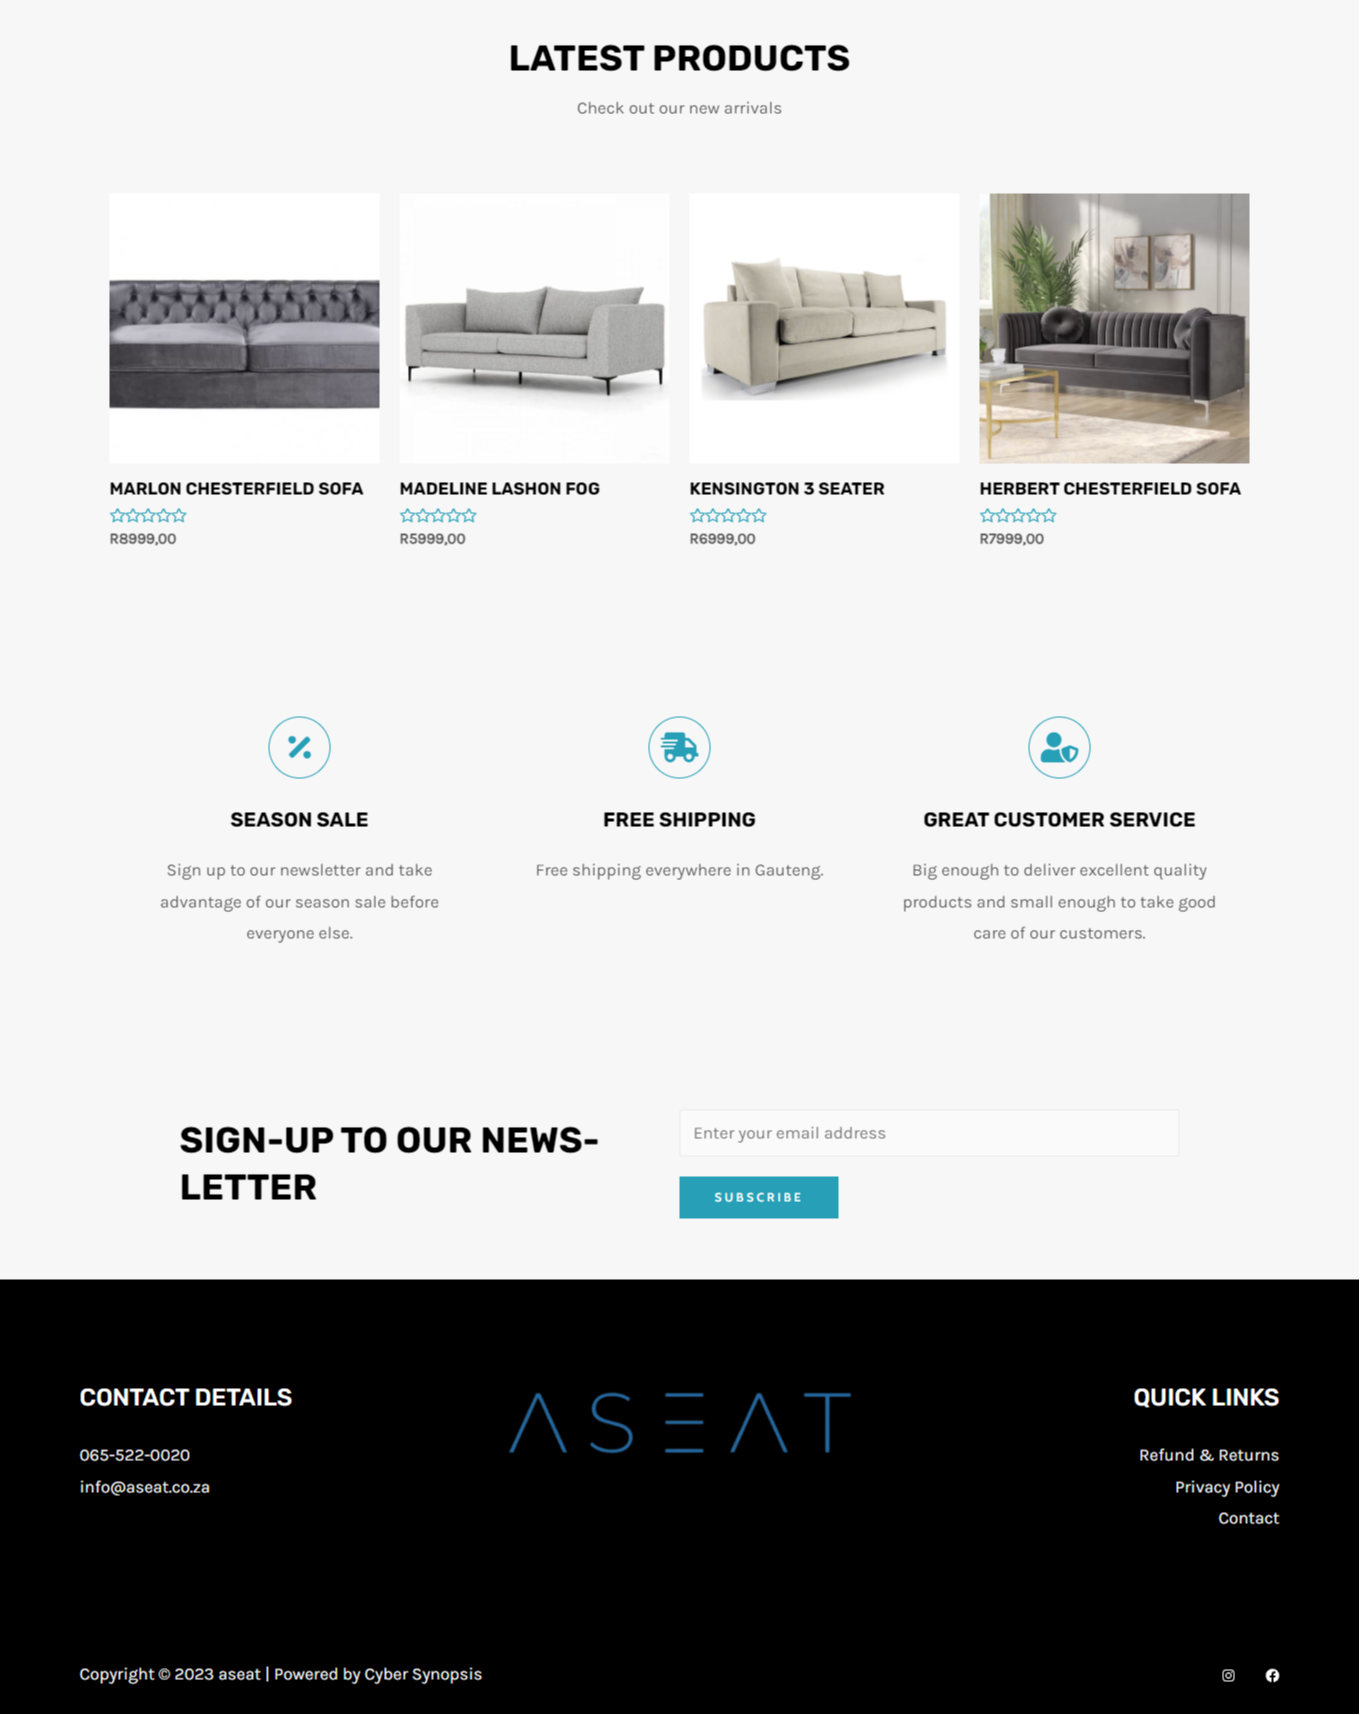 LATEST PRODUCTS
Check out our new arrivals
MARLON CHESTERFIELD SOFA
R8999,00
MADELINE LASHON FOG
R5999,00
KENSINGTON 3 SEATER
R6999,00
HERBERT CHESTERFIELD SOFA
R7999,00
SEASON SALE
Sign up to our newsletter and take
advantage of our season sale before
everyone else.
FREE SHIPPING
Free shipping everywhere in Gauteng.
GREAT CUSTOMER SERVICE
Big enough to deliver excellent quality
products and small enough to take good
care of our customers.
SIGN-UP TO OUR NEWS-
LETTER
Enter your email address
SUBSCRIBE
CONTACT DETAILS
065-522-0020
info@aseat.co.za
ASEAT
QUICK LINKS
Refund & Returns
Privacy Policy
Contact
Copyright © 2023 aseat | Powered by Cyber Synopsis